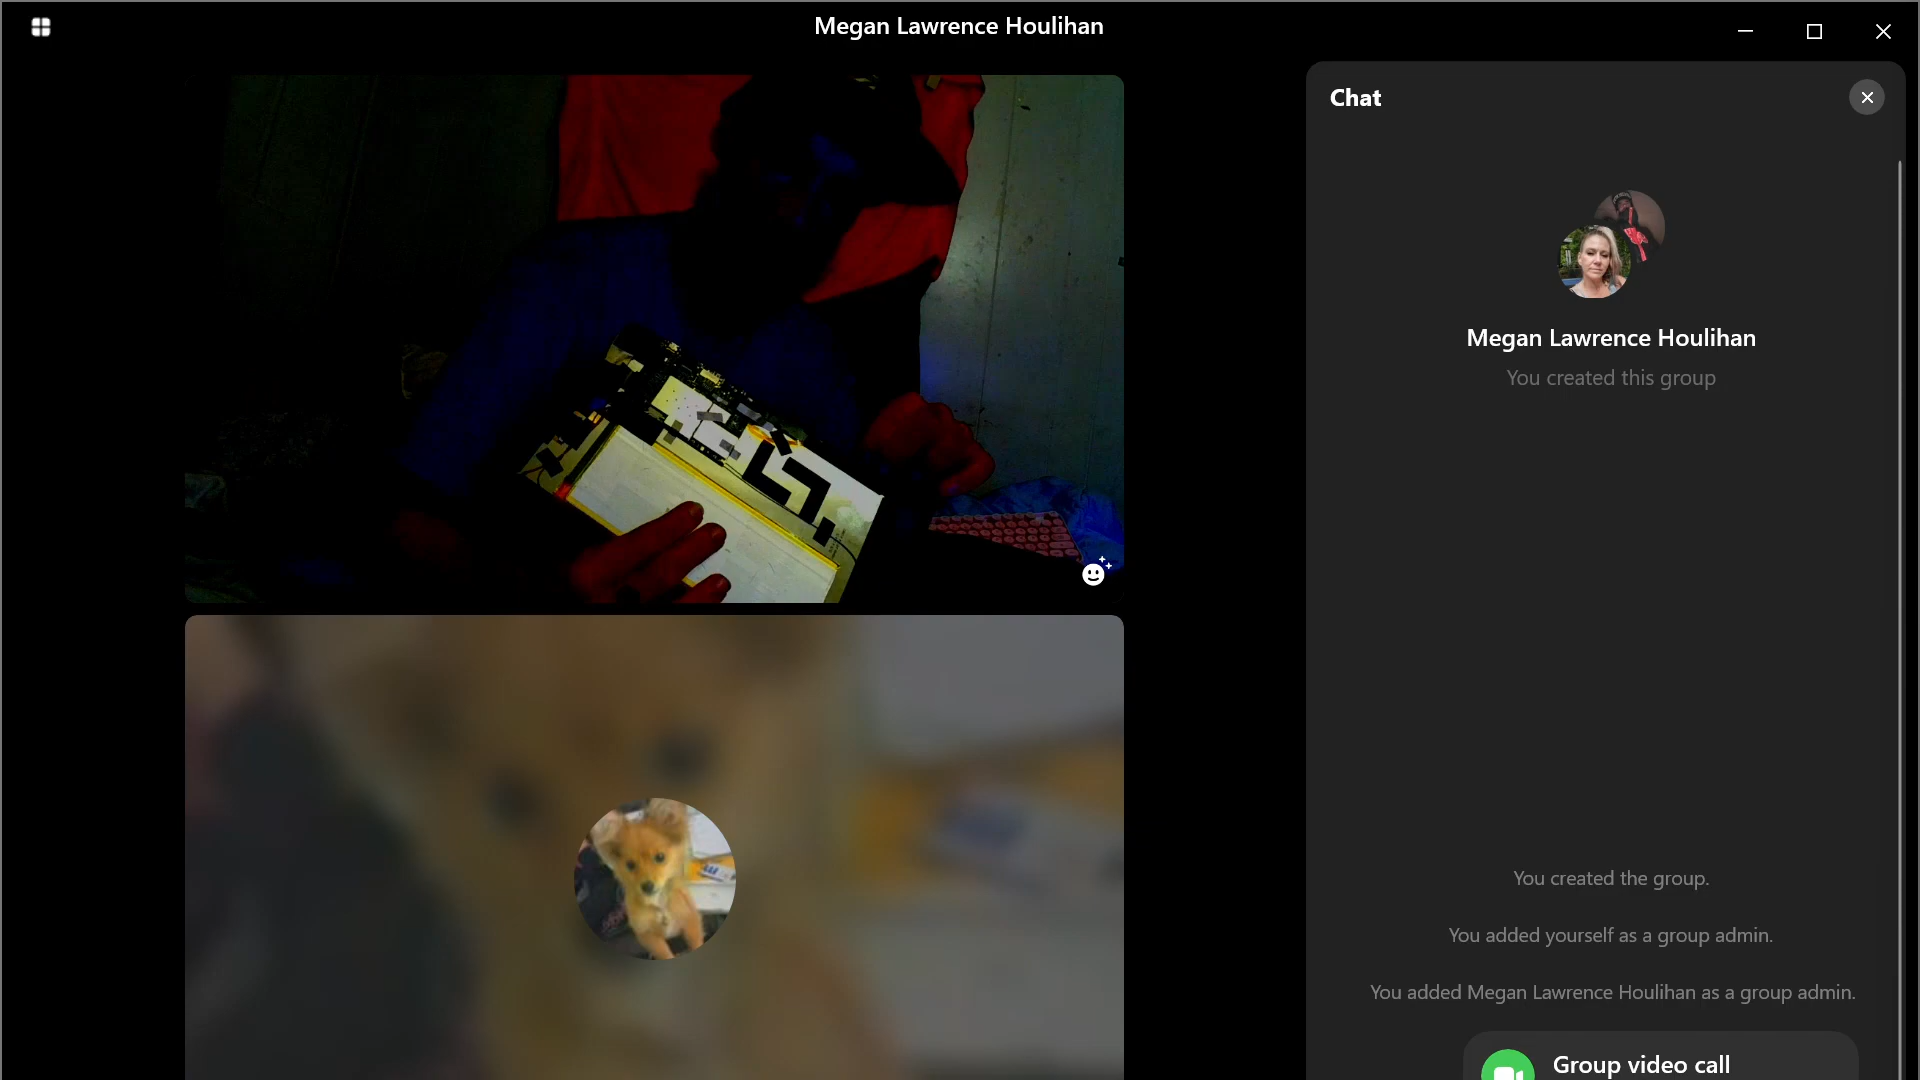 Megan Lawrence Houlihan
Chat
Megan Lawrence Houlihan
You created this group
You created the group.
You added yourself as a group admin.
You added Megan Lawrence Houlihan as a group admin.
Group video call